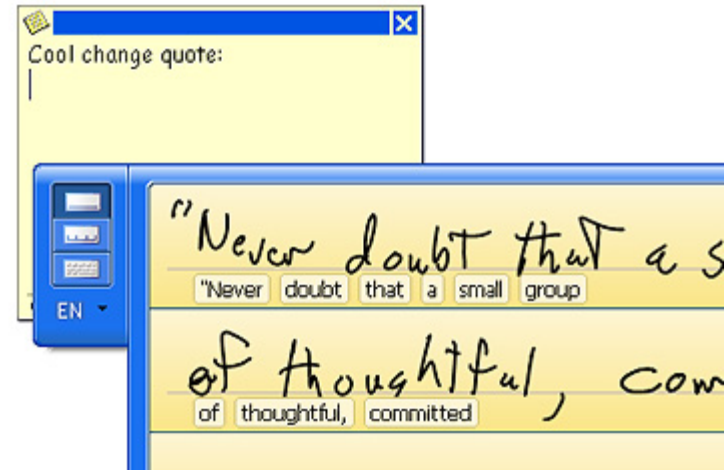 Cool change quote:
"Never doubt that a s
"Never doubt that a small group
of thoughtful, com
of thoughtful, committed
EN